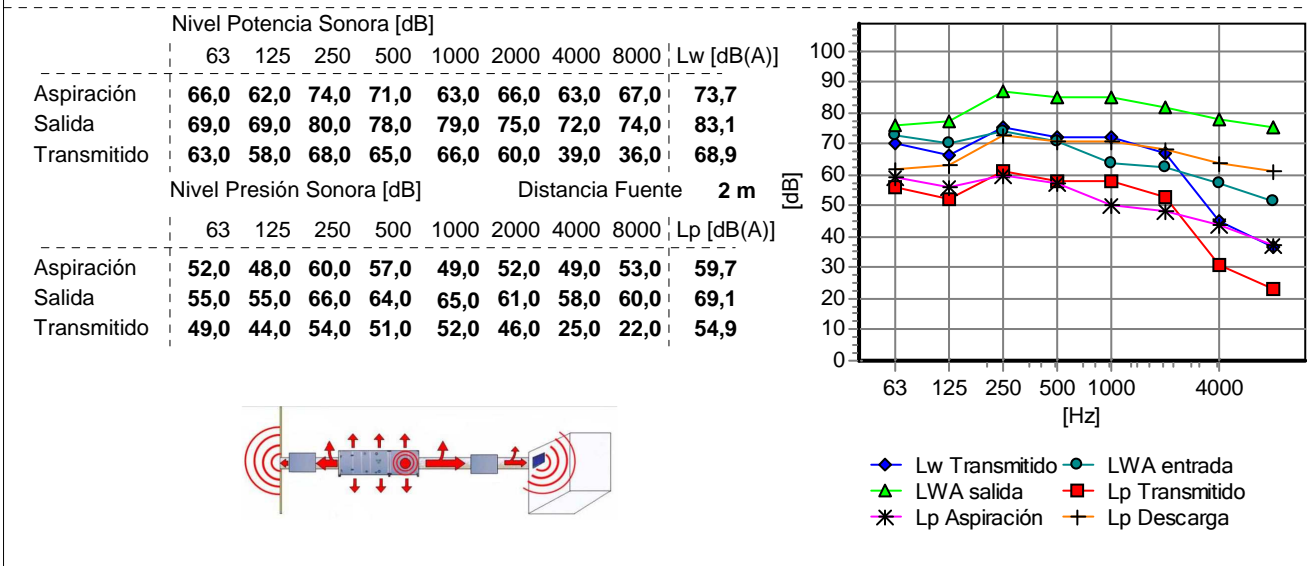 Nivel Potencia Sonora [dB]
63 125 250 500 1000 2000 4000 8000 Lw [dB(A)]
Aspiración 66,0 62,0 74,0 71,0 63,0 66,0 63,0 67,0 73,7
Salida 69,0 69,0 80,0 78,0 79,0 75,0 72,0 74,0 83,1
Transmitido 63,0 58,0 68,0 65,0 66,0 60,0 39,0 36,0 68,9
Nivel Presión Sonora [dB] Distancia Fuente 2 m
63 125 250 500 1000 2000 4000 8000 Lp [dB(A)]
Aspiración 52,0 48,0 60,0 57,0 49,0 52,0 49,0 53,0 59,7
Salida 55,0 55,0 66,0 64,0 65,0 61,0 58,0 60,0 69,1
Transmitido 49,0 44,0 54,0 51,0 52,0 46,0 25,0 22,0 54,9
100
90
80
70
60
50
40
30
20
10
0
[dB]
63 125 250 500 1000 4000
[Hz]
Lw Transmitido LWA entrada
LWA salida Lp Transmitido
Lp Aspiración Lp Descarga